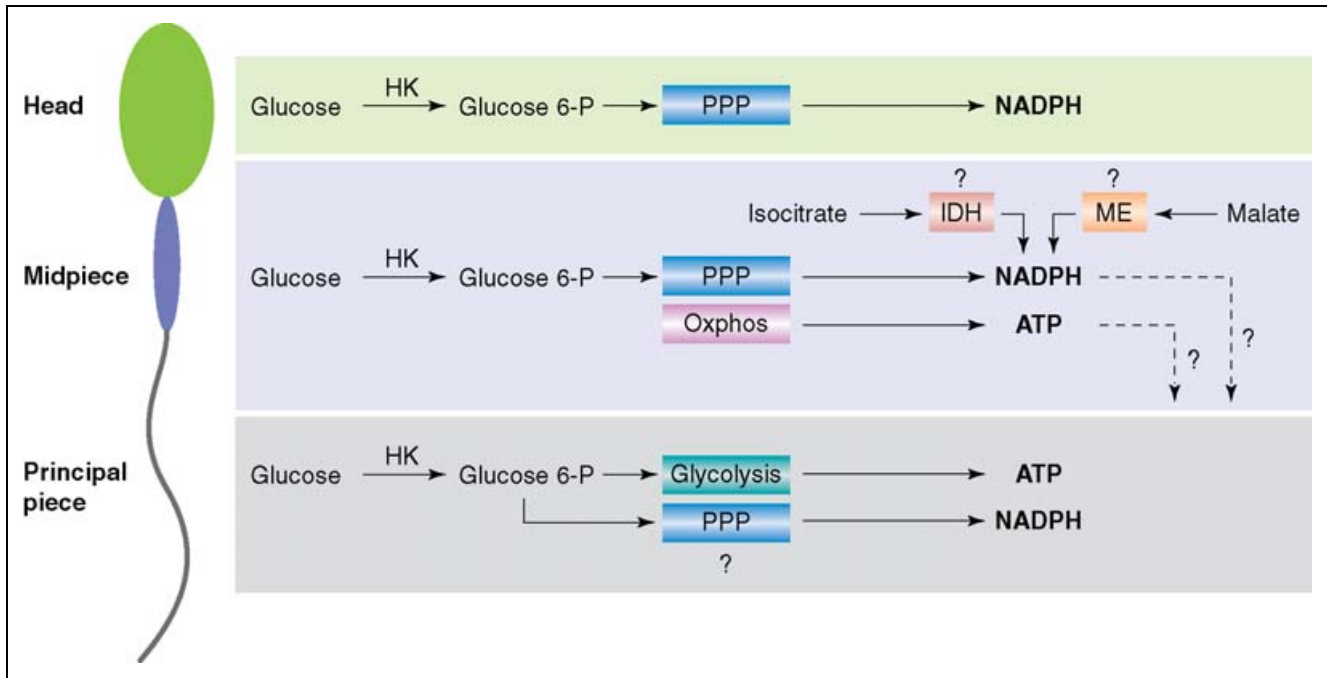 Head
Glucose HK Glucose 6-P PPP NADPH
? ?
Isocitrate IDH ME Malate
Midpiece
Glucose HK Glucose 6-P PPP NADPH
Oxphos ATP
? ?
Principal
piece
Glucose HK Glucose 6-P Glycolysis ATP
PPP NADPH
?